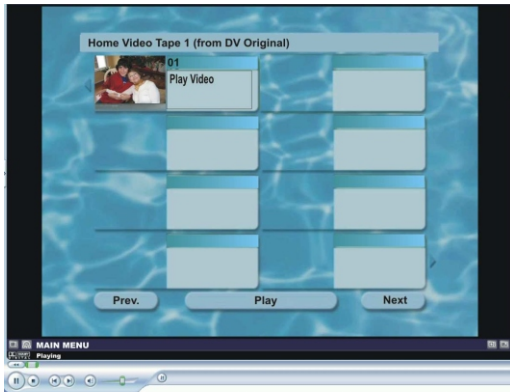 Home Video Tape 1 (from DV Original)
01
Play Video
Prev.
Play
Next
MAIN MENU
Playing